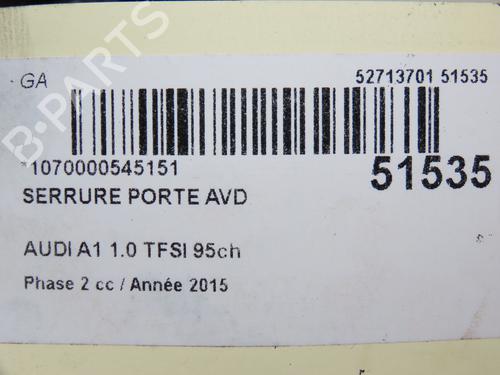 GA
52713701 51535
*1070000545151
51535
SERRURE PORTE AVD
AUDI A1 1.0 TFSI 95ch
Phase 2 cc / Année 2015
B-PARTS